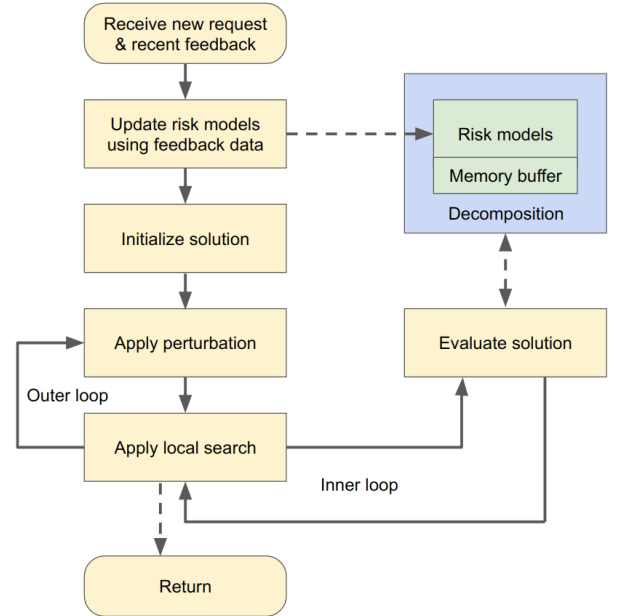 Receive new request
& recent feedback
Update risk models
using feedback data
Risk models
Memory buffer
Decomposition
Initialize solution
Apply perturbation
Evaluate solution
Outer loop
Apply local search
Inner loop
Return